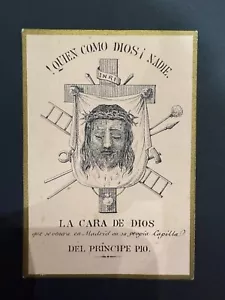 ¡QUIEN COMO DIOS! NADIE.
INRI
LA CARA DE DIOS
que se venera en Madrid en su propia Capilla
DEL PRÍNCIPE PIO.